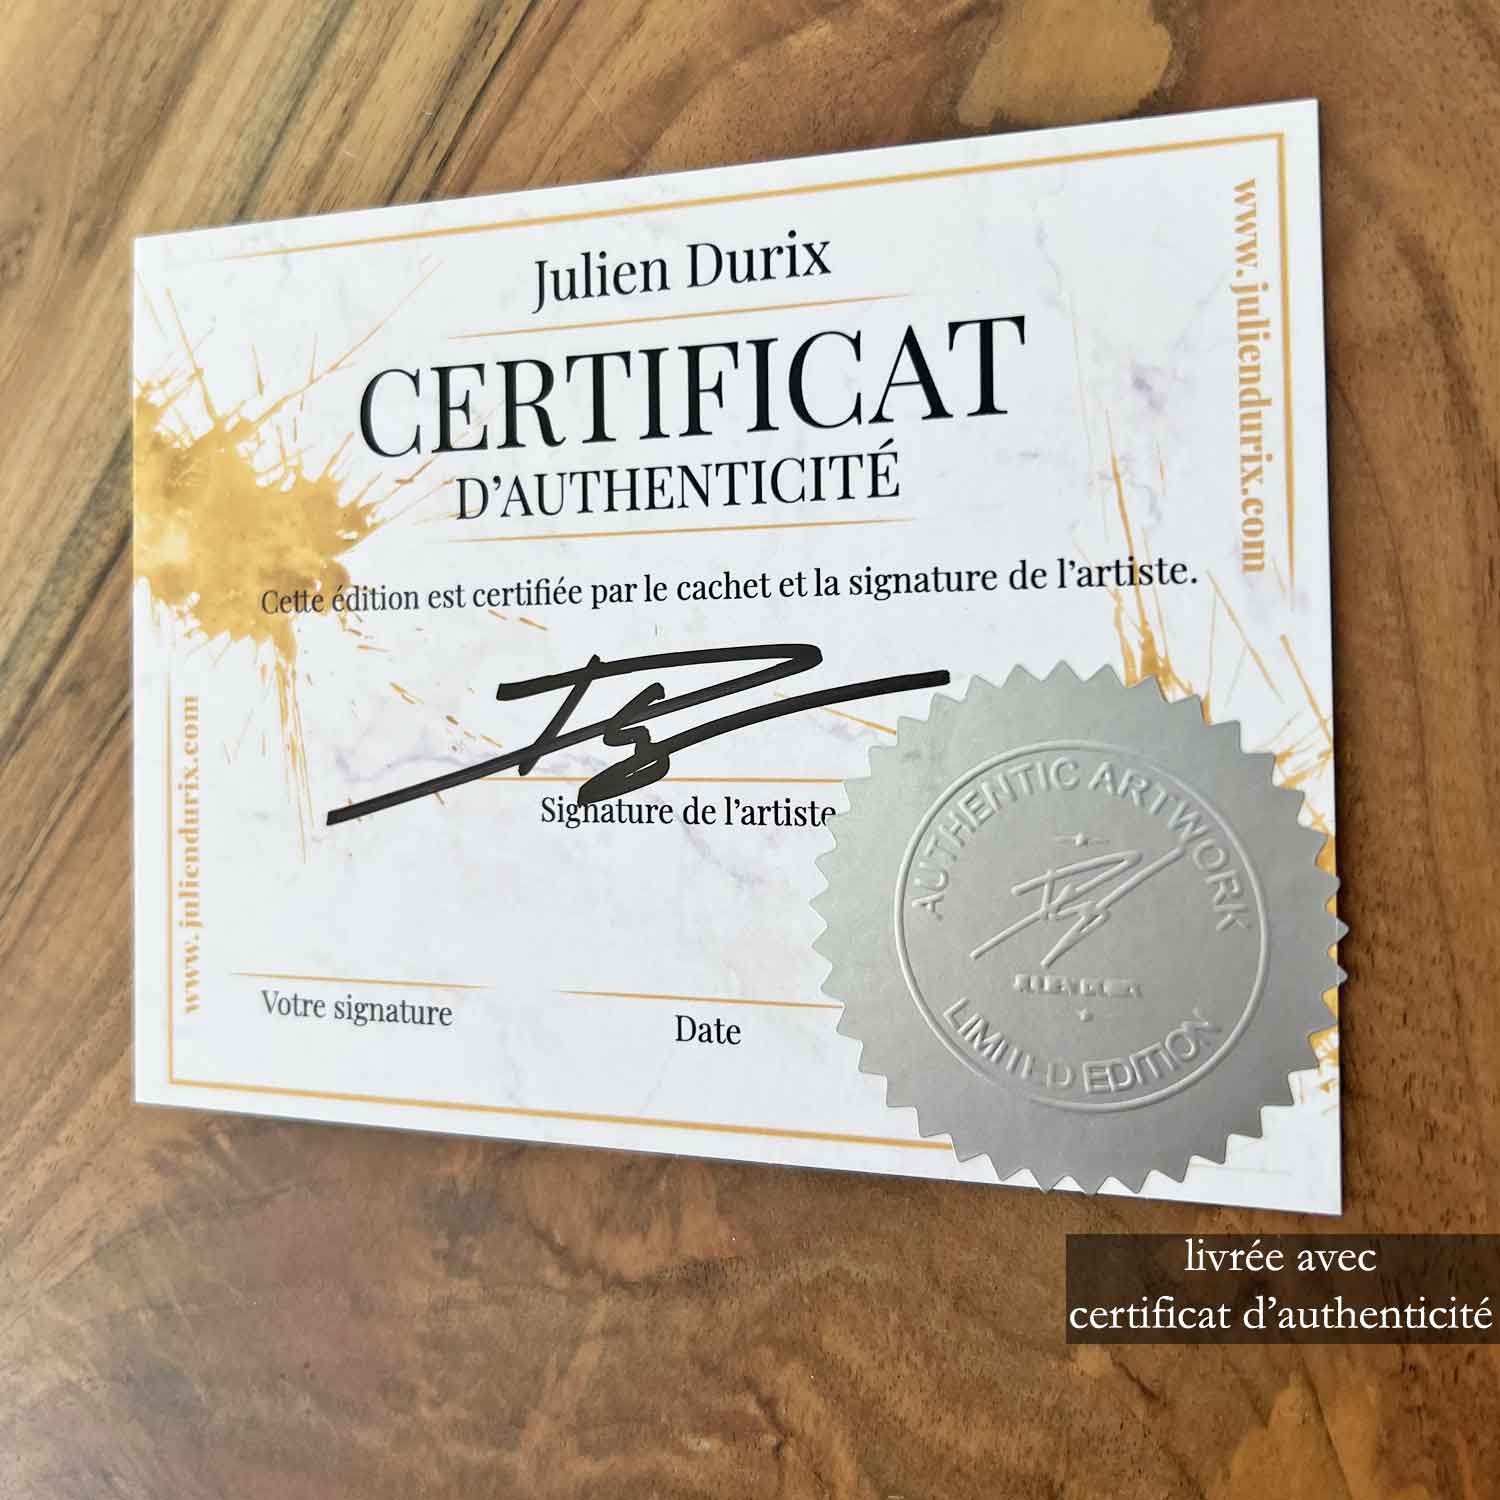 Julien Durix
CERTIFICAT
D'AUTHENTICITÉ
Cette édition est certifiée par le cachet et la signature de l'artiste.
Signature de l'artiste
Votre signature
Date
www.juliendurix.com
www.juliendurix.com
AUTHENTIC ARTWORK
LIMITED EDITION
livrée avec
certificat d'authenticité